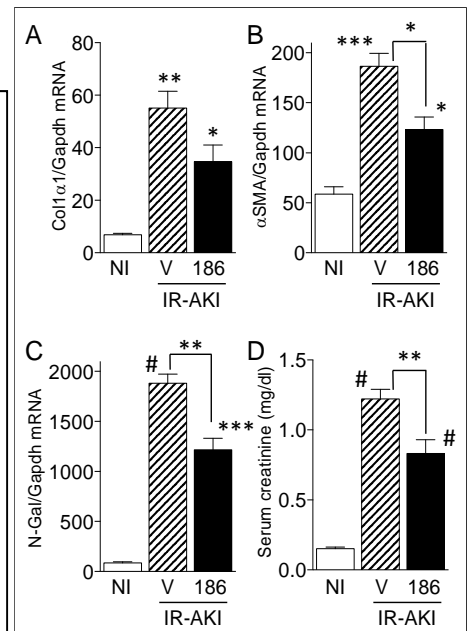 A
Col1α1/Gapdh mRNA
80
60
40
20
0
**
*
NI V 186
IR-AKI
B
αSMA/Gapdh mRNA
200
150
100
50
0
***
*
*
NI V 186
IR-AKI
C
N-Gal/Gapdh mRNA
2000
1500
1000
500
0
#
**
***
NI V 186
IR-AKI
D
Serum creatinine (mg/dl)
1.5
1.0
0.5
0.0
#
**
#
NI V 186
IR-AKI